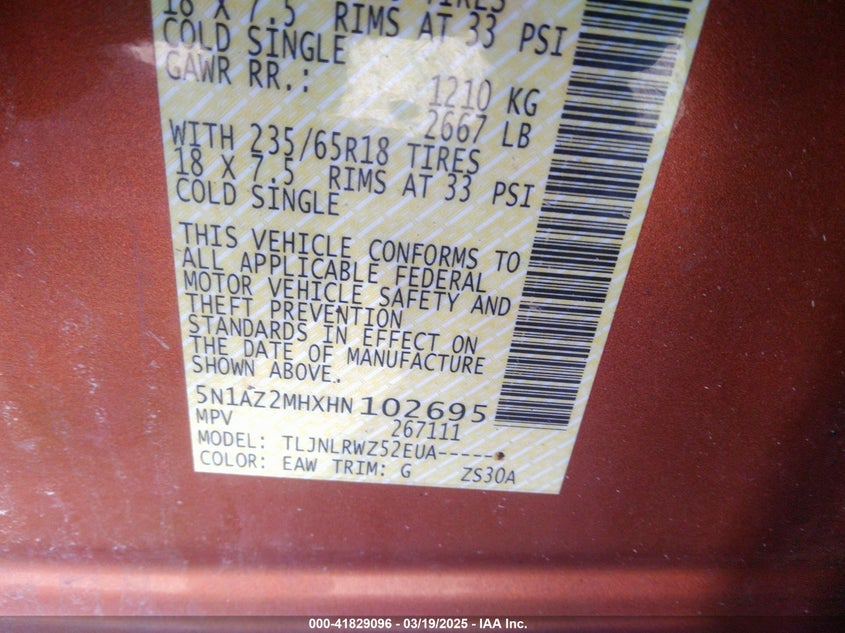 TIRES
18 X 7.5 RIMS AT 33 PSI
COLD SINGLE
GAWR RR.: 1210 KG
2667 LB
WITH 235/65R18 TIRES
18 X 7.5 RIMS AT 33 PSI
COLD SINGLE
THIS VEHICLE CONFORMS TO
ALL APPLICABLE FEDERAL
MOTOR VEHICLE SAFETY AND
THEFT PREVENTION
STANDARDS IN EFFECT ON
THE DATE OF MANUFACTURE
SHOWN ABOVE.
5N1AZ2MHXHN102695
MPV 267111
MODEL: TLJNLRWZ52EUA-----
COLOR: EAW TRIM: G ZS30A
000-41829096 - 03/19/2025 - IAA Inc.